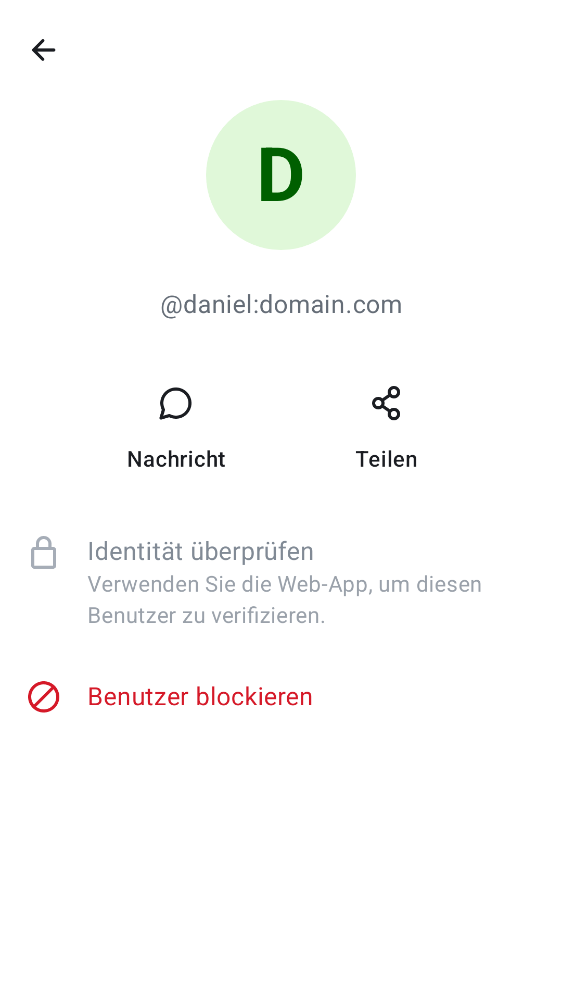 D
@daniel:domain.com
Nachricht
Teilen
Identität überprüfen
Verwenden Sie die Web-App, um diesen
Benutzer zu verifizieren.
Benutzer blockieren